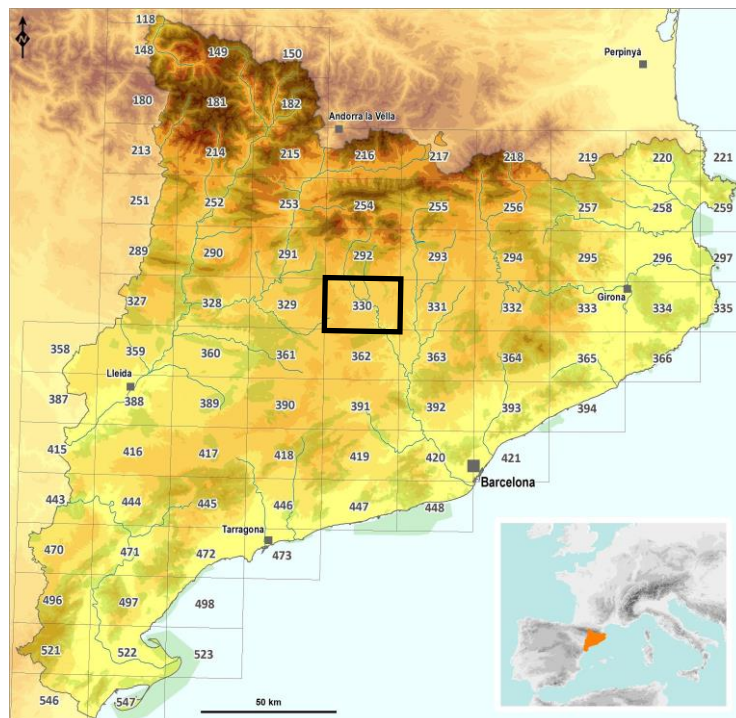 118
N
148 149 150
Perpinyà
180 181 182
Andorra la Vella
213 214 215 216 217 218 219 220 221
251 252 253 254 255 256 257 258 259
289 290 291 292 293 294 295 296 297
Girona
327 328 329 330 331 332 333 334 335
358 359 360 361 362 363 364 365 366
Lleida
387 388 389 390 391 392 393 394
415 416 417 418 419 420 421
Barcelona
443 444 445 446 447 448
Tarragona
470 471 472 473
496 497 498
521 522 523
546 547
50 km